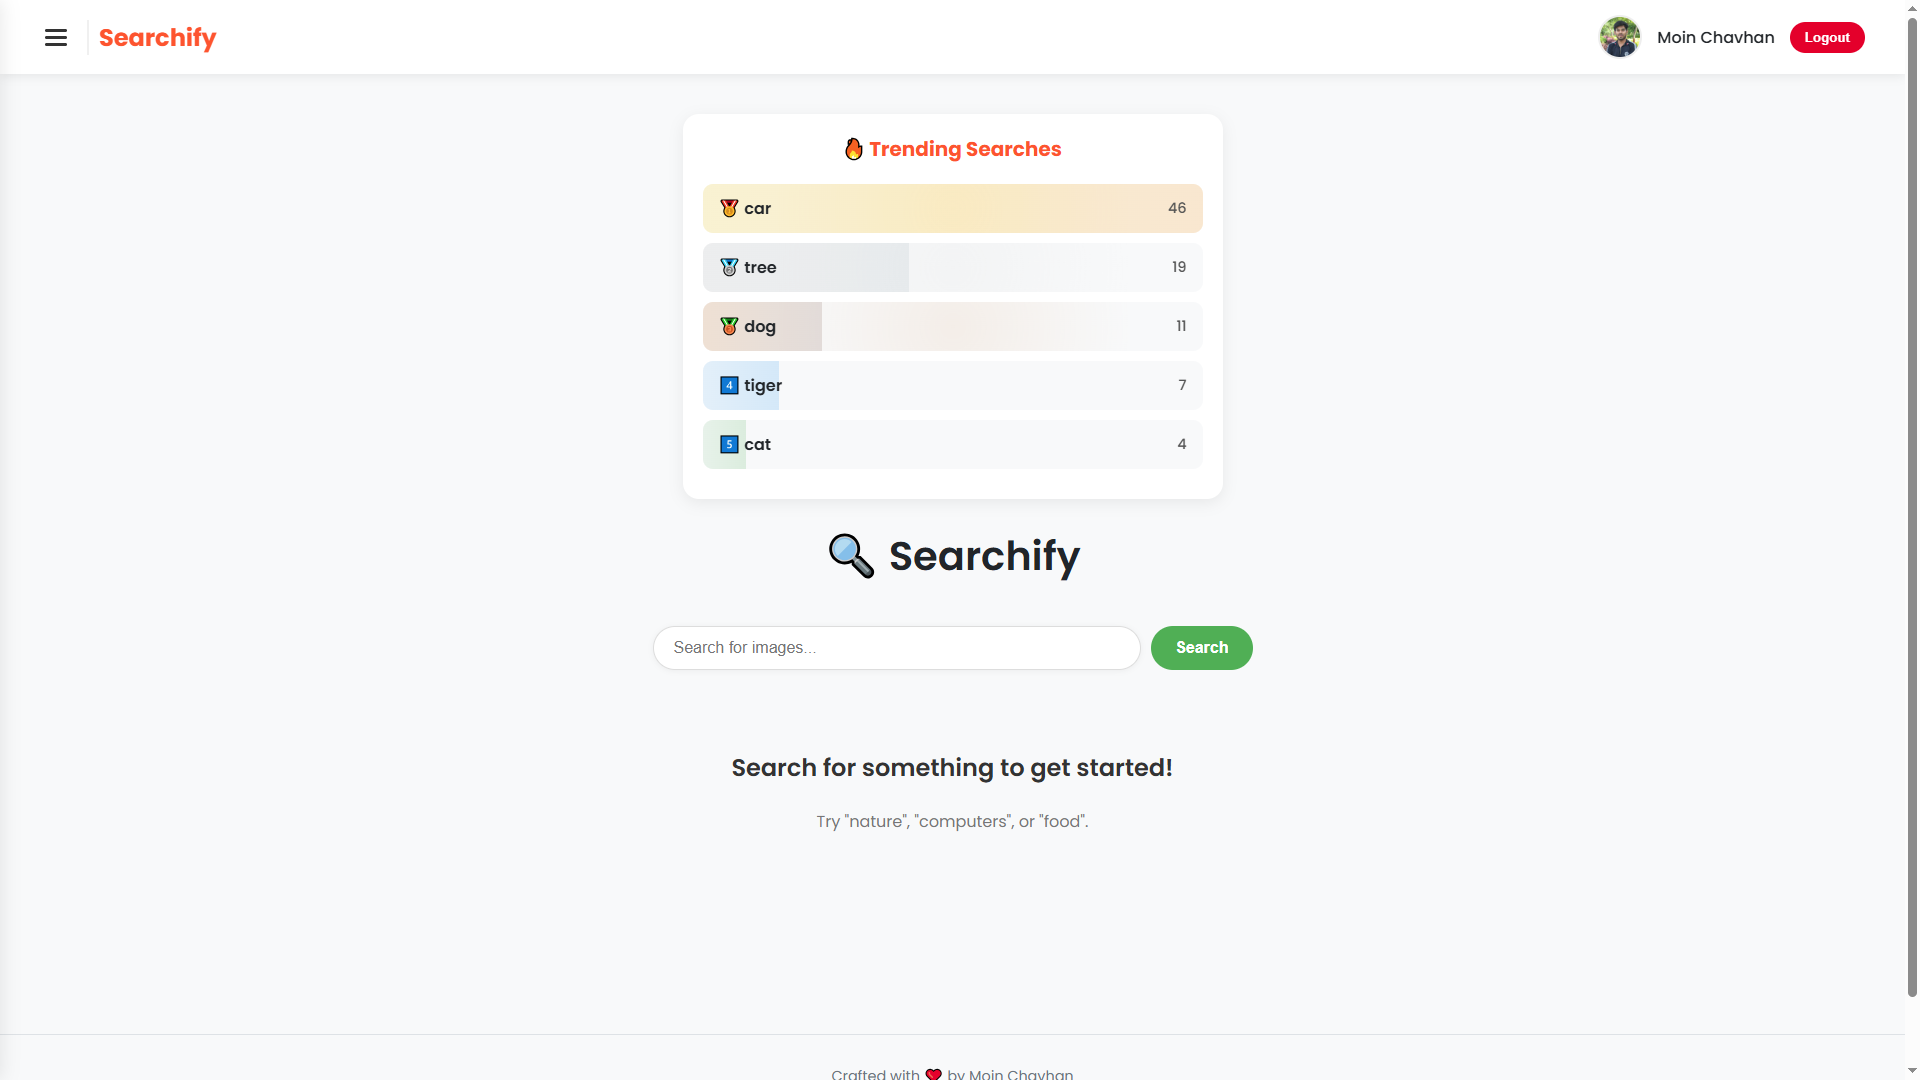 Searchify
Moin Chavhan
Logout
🔥 Trending Searches
🥇 car 46
🥈 tree 19
🥉 dog 11
4️⃣ tiger 7
5️⃣ cat 4
🔍 Searchify
Search for images...
Search
Search for something to get started!
Try "nature", "computers", or "food".
Crafted with ❤️ by Moin Chavhan